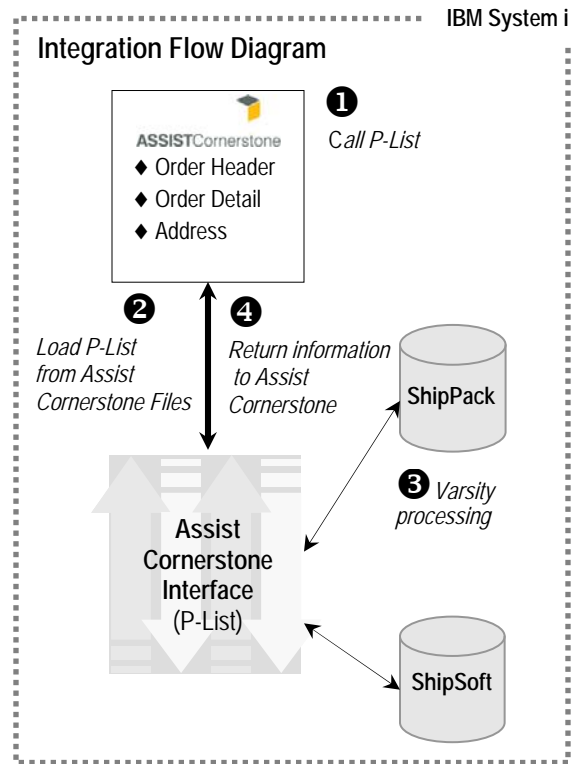 IBM System i
Integration Flow Diagram
❶
Call P-List
ASSISTCornerstone
♦ Order Header
♦ Order Detail
♦ Address
❷
Load P-List
from Assist
Cornerstone Files
❹
Return information
to Assist
Cornerstone
ShipPack
❸ Varsity
processing
Assist
Cornerstone
Interface
(P-List)
ShipSoft